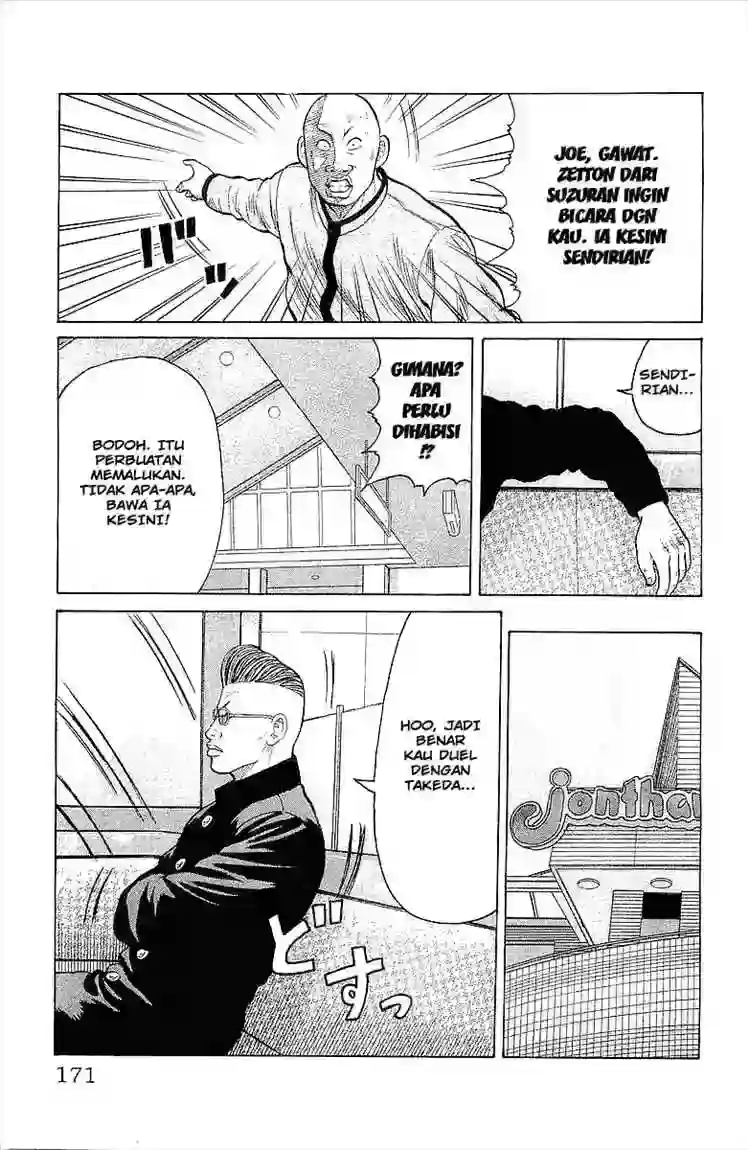 JOE, GAWAT.
ZETTON DARI
SUZURAN INGIN
BICARA DGN
KAU. IA KESINI
SENDIRIAN!
SENDI-
RIAN...
GIMANA?
APA
PERLU
DIHABISI
!?
BODOH. ITU
PERBUATAN
MEMALUKAN.
TIDAK APA-APA,
BAWA IA
KESINI!
jonthan
HOO, JADI
BENAR
KAU DUEL
DENGAN
TAKEDA...
どすっ
171